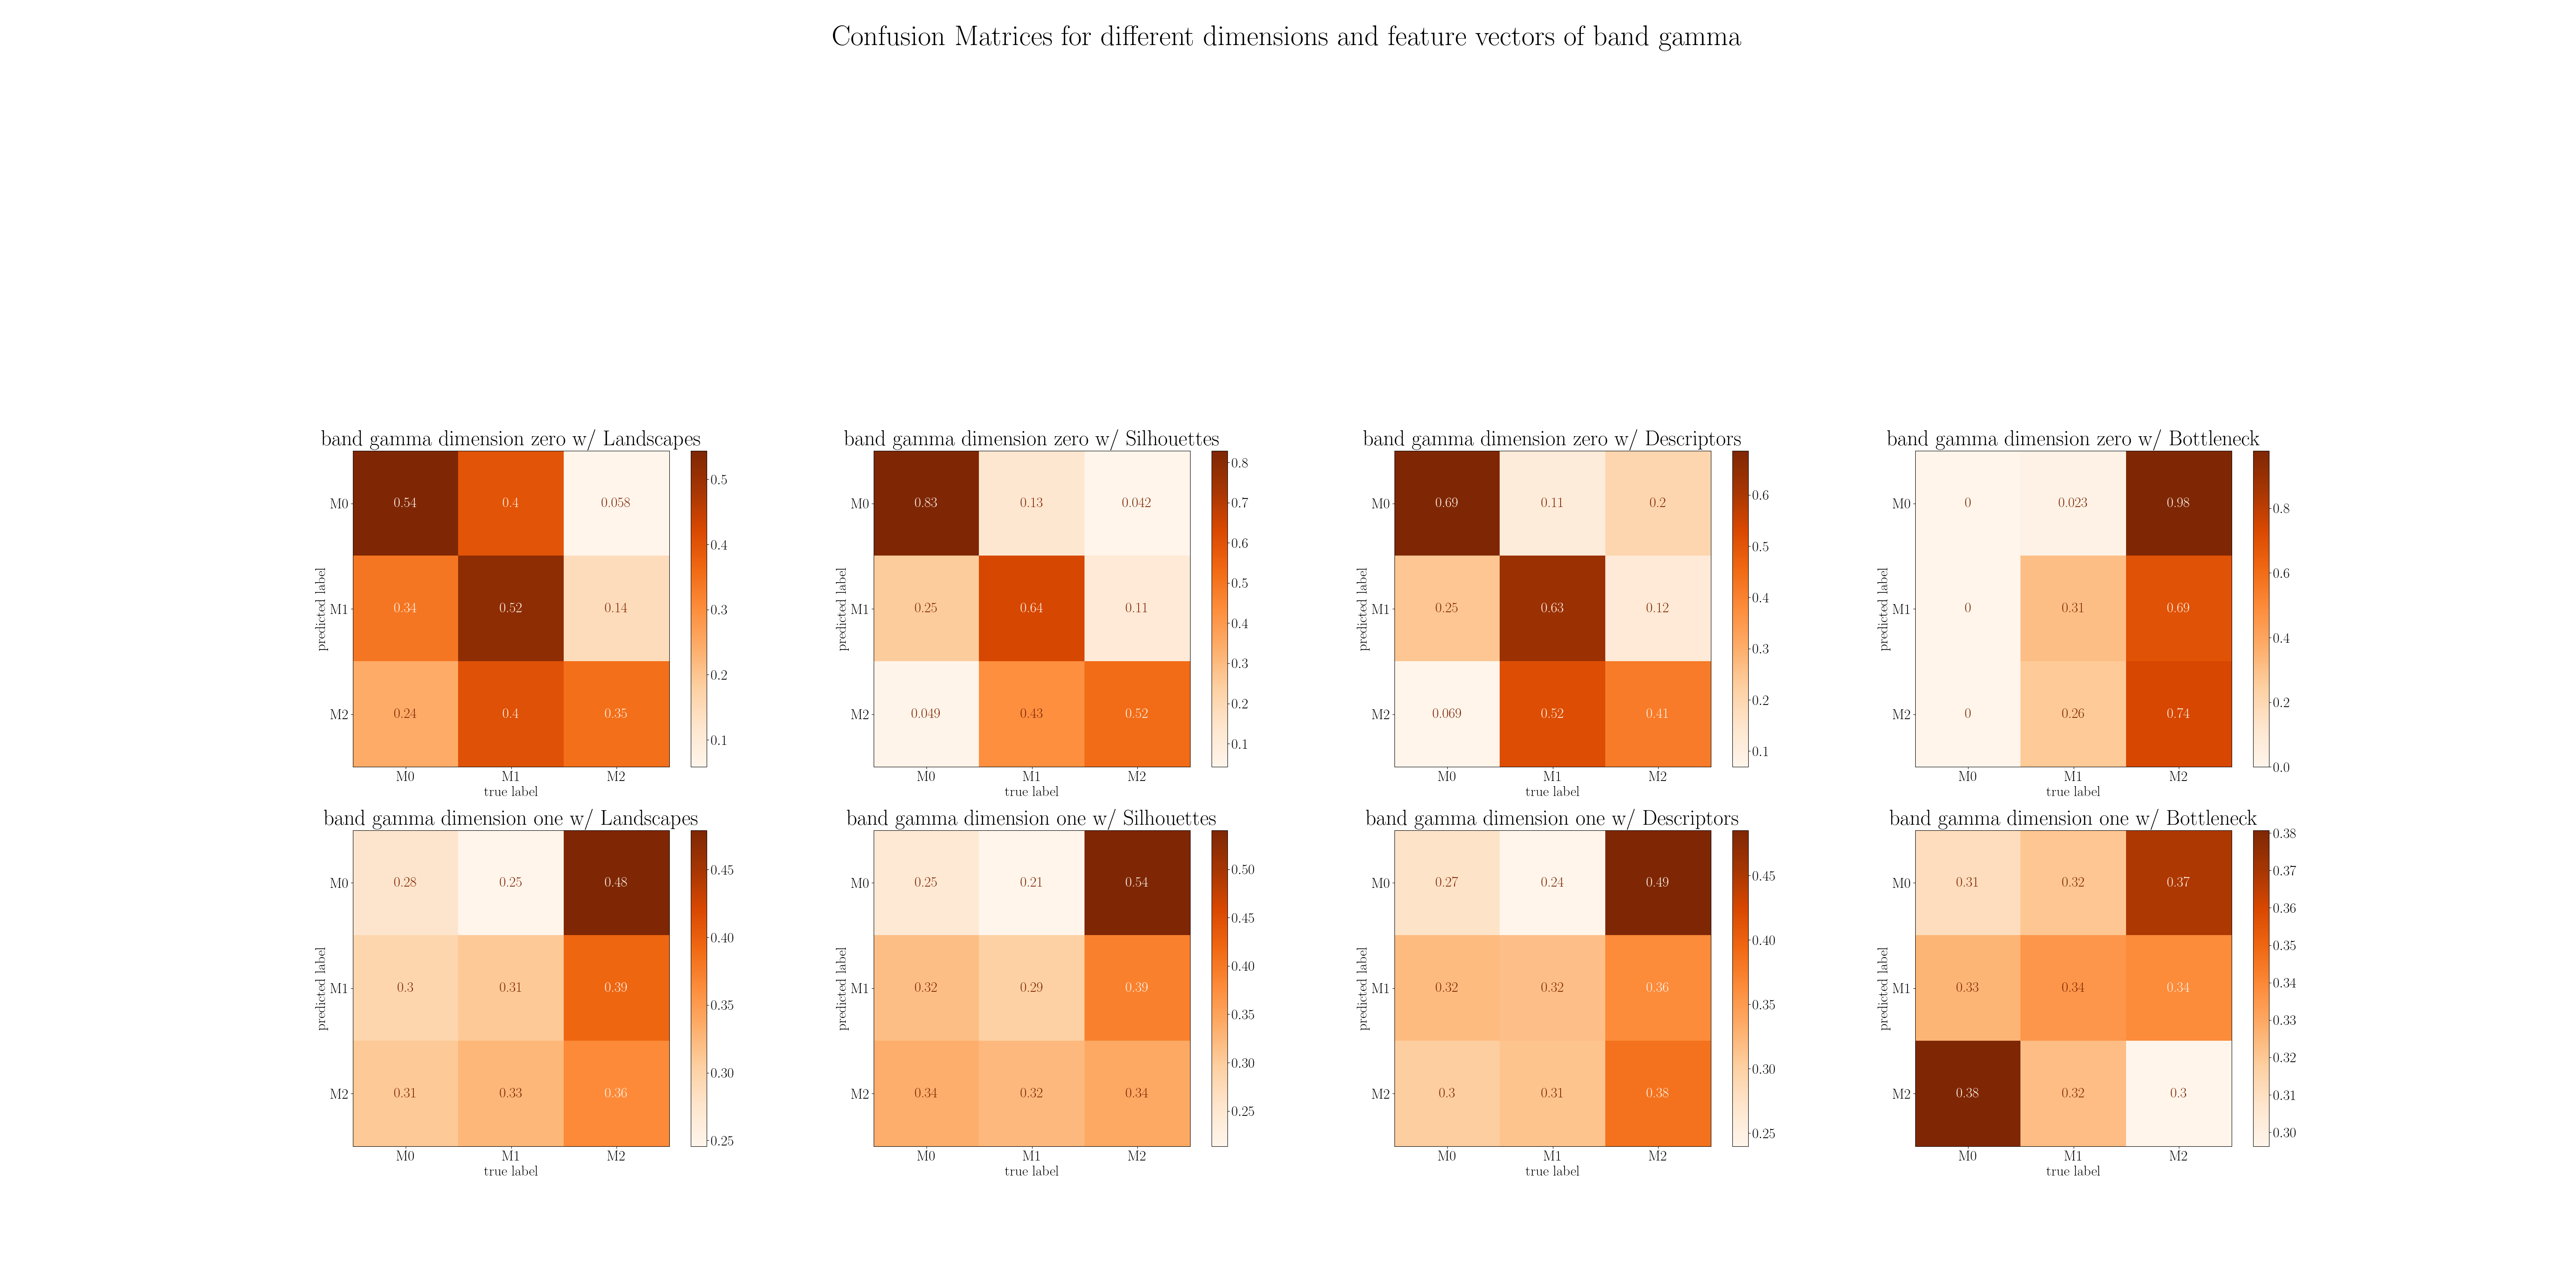 Confusion Matrices for different dimensions and feature vectors of band gamma
band gamma dimension zero w/ Landscapes
predicted label
M0 0.54 0.4 0.058
M1 0.34 0.52 0.14
M2 0.24 0.4 0.35
M0 M1 M2
true label
0.5
0.4
0.3
0.2
0.1
band gamma dimension zero w/ Silhouettes
predicted label
M0 0.83 0.13 0.042
M1 0.25 0.64 0.11
M2 0.049 0.43 0.52
M0 M1 M2
true label
0.8
0.7
0.6
0.5
0.4
0.3
0.2
0.1
band gamma dimension zero w/ Descriptors
predicted label
M0 0.69 0.11 0.2
M1 0.25 0.63 0.12
M2 0.069 0.52 0.41
M0 M1 M2
true label
0.6
0.5
0.4
0.3
0.2
0.1
band gamma dimension zero w/ Bottleneck
predicted label
M0 0 0.023 0.98
M1 0 0.31 0.69
M2 0 0.26 0.74
M0 M1 M2
true label
0.8
0.6
0.4
0.2
0.0
band gamma dimension one w/ Landscapes
predicted label
M0 0.28 0.25 0.48
M1 0.3 0.31 0.39
M2 0.31 0.33 0.36
M0 M1 M2
true label
0.45
0.40
0.35
0.30
0.25
band gamma dimension one w/ Silhouettes
predicted label
M0 0.25 0.21 0.54
M1 0.32 0.29 0.39
M2 0.34 0.32 0.34
M0 M1 M2
true label
0.50
0.45
0.40
0.35
0.30
0.25
band gamma dimension one w/ Descriptors
predicted label
M0 0.27 0.24 0.49
M1 0.32 0.32 0.36
M2 0.3 0.31 0.38
M0 M1 M2
true label
0.45
0.40
0.35
0.30
0.25
band gamma dimension one w/ Bottleneck
predicted label
M0 0.31 0.32 0.37
M1 0.33 0.34 0.34
M2 0.38 0.32 0.3
M0 M1 M2
true label
0.38
0.37
0.36
0.35
0.34
0.33
0.32
0.31
0.30